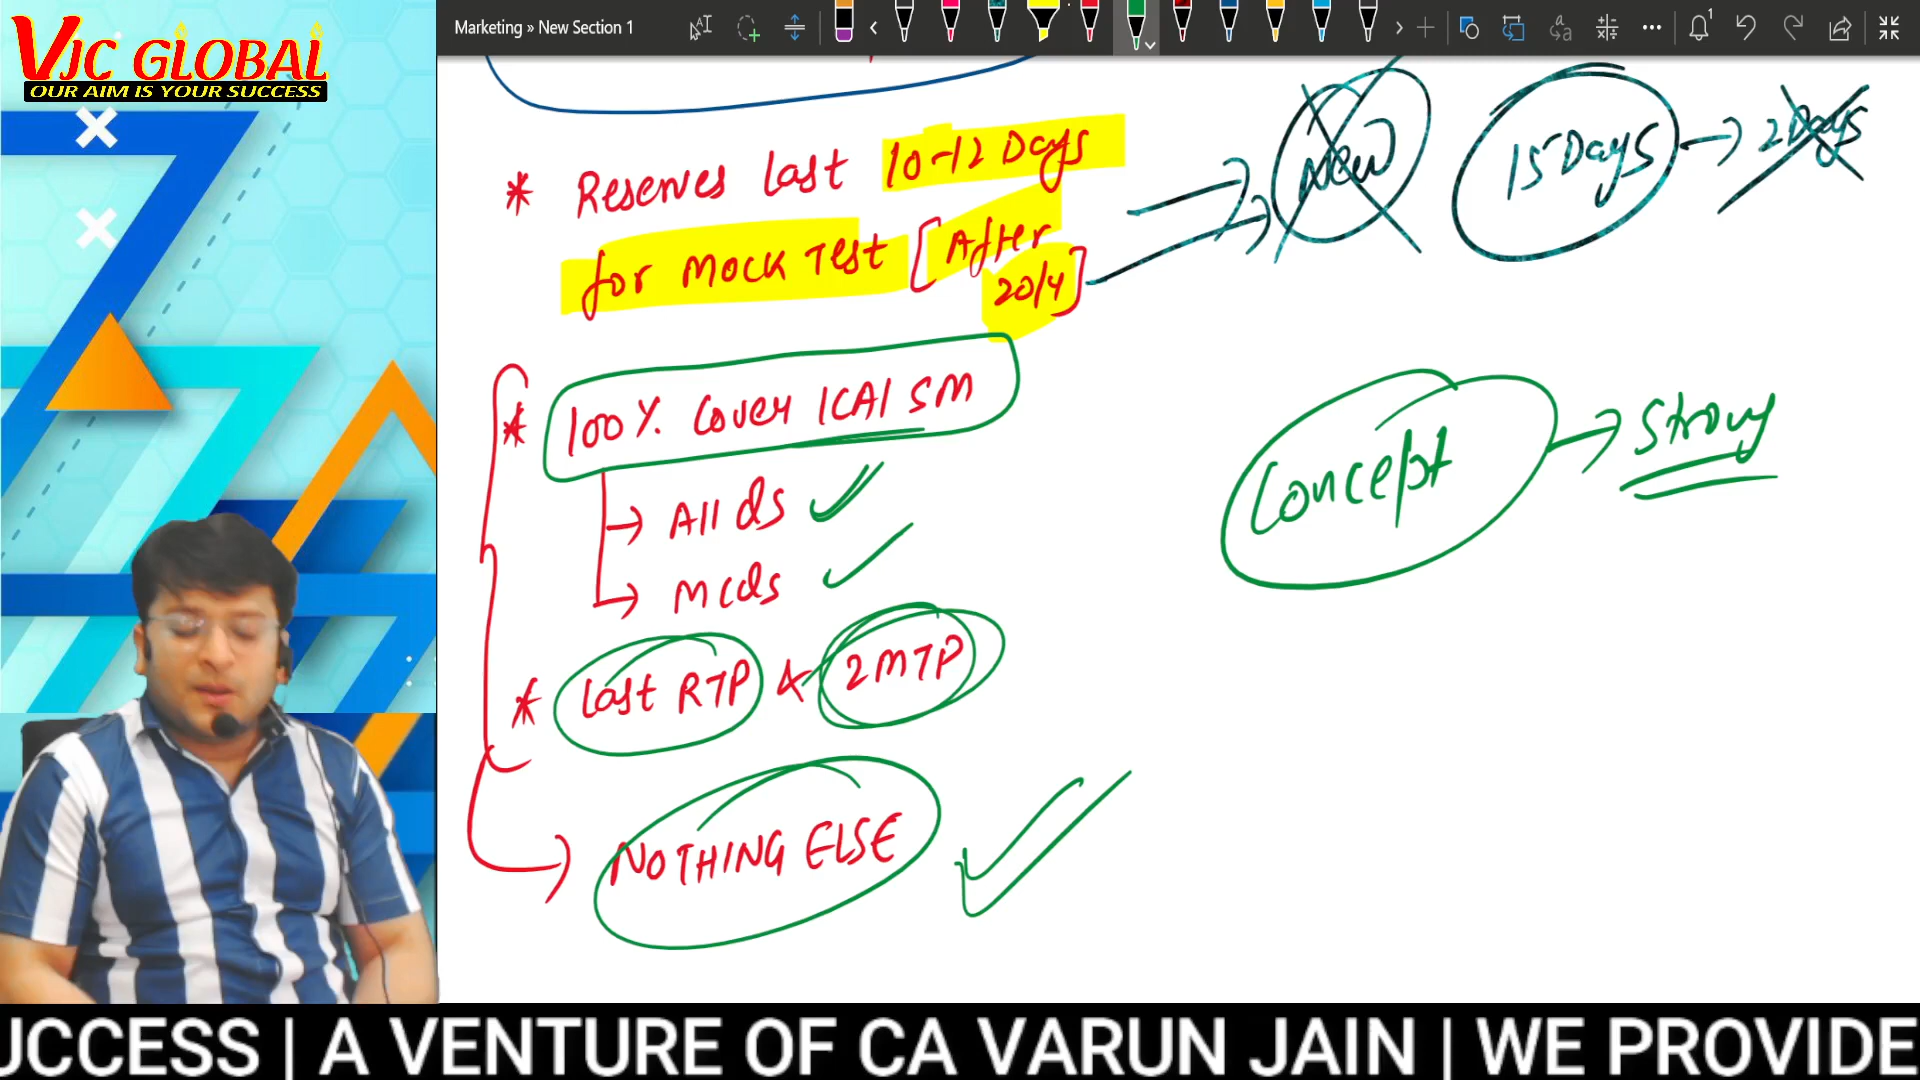 VJC GLOBAL
OUR AIM IS YOUR SUCCESS
Marketing » New Section 1
* Reserves last 10-12 Days
for Mock Test [After
20/4]
New
15 Days → 2 Days
* 100% Cover ICAI SM
→ All Qs
→ MCQs
* last RTP & 2 MTP
→ NOTHING ELSE
Concept → Strong
UCCESS | A VENTURE OF CA VARUN JAIN | WE PROVIDE